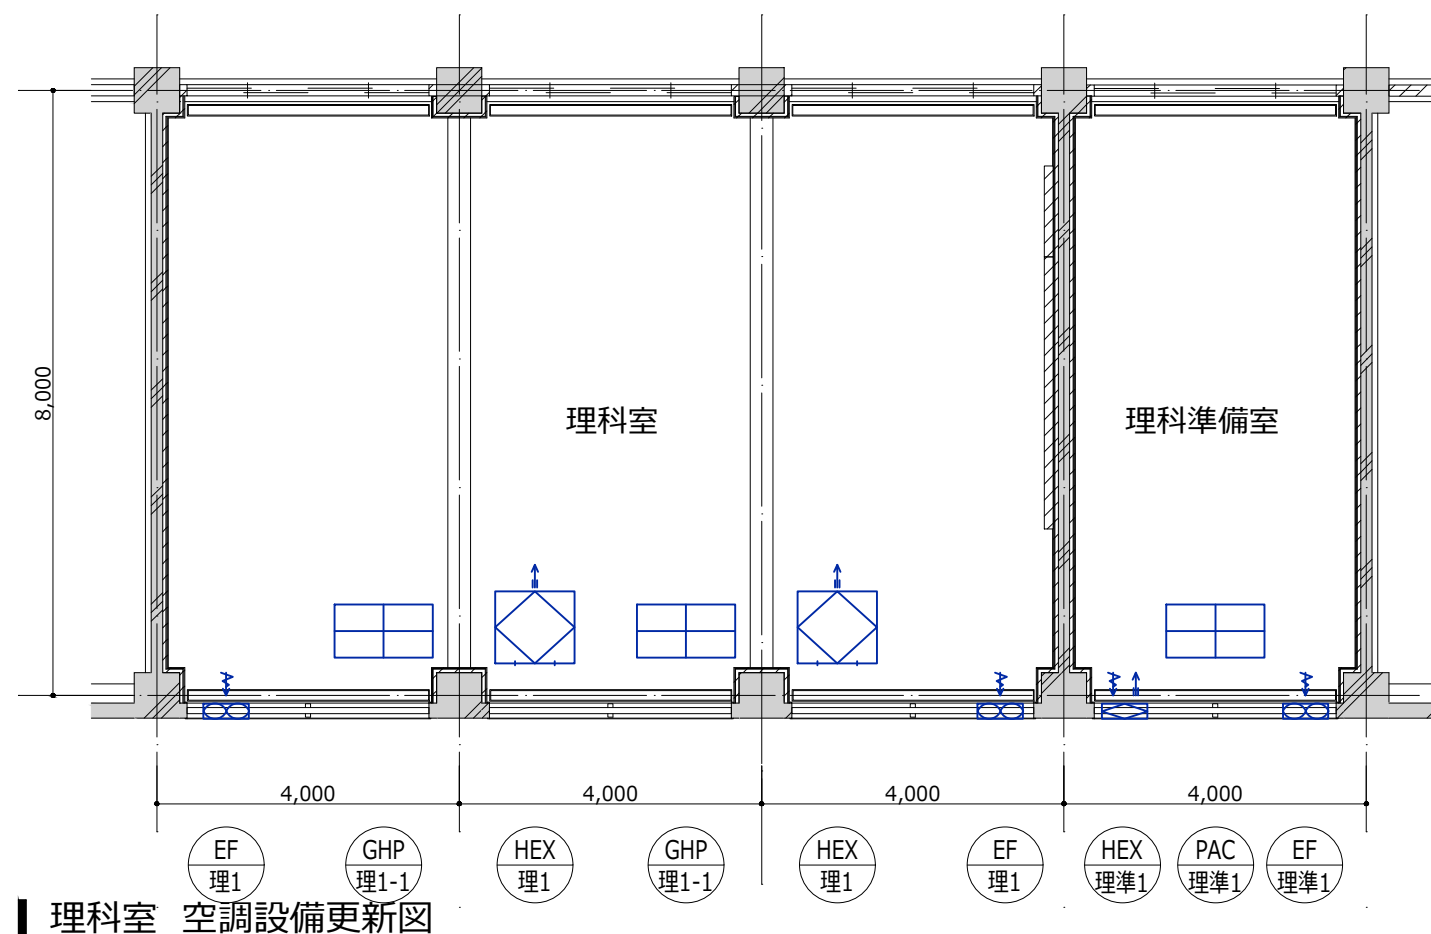 8,000
理科室
理科準備室
4,000
4,000
4,000
4,000
EF
理1
GHP
理1-1
HEX
理1
GHP
理1-1
HEX
理1
EF
理1
HEX
理準1
PAC
理準1
EF
理準1
理科室 空調設備更新図